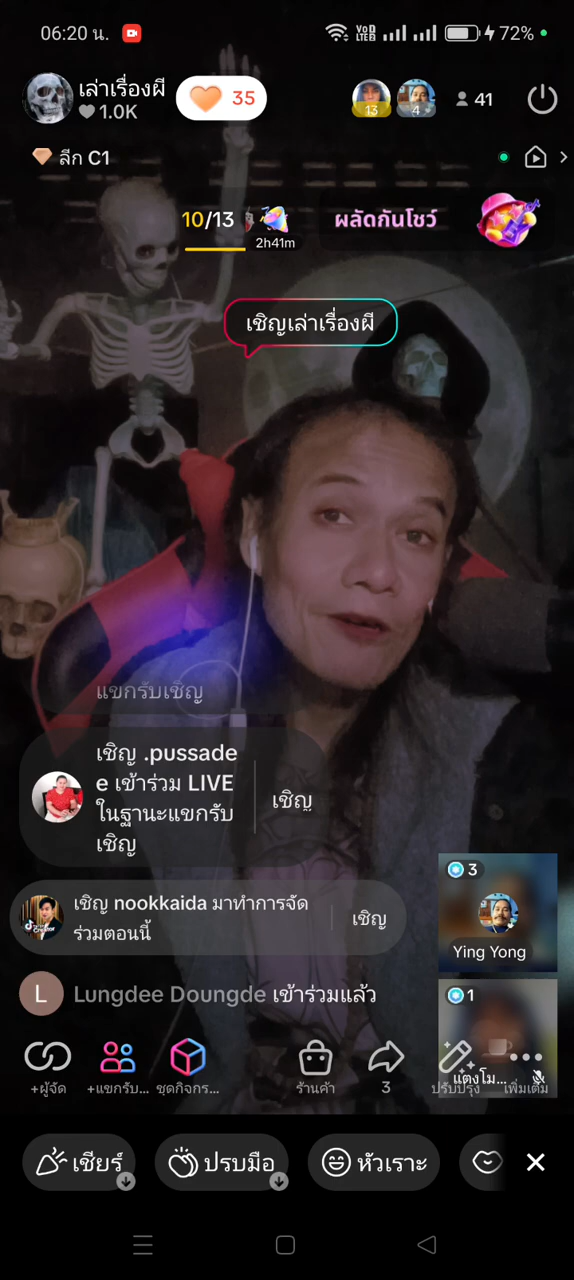 06:20 น.
VoD
LTE2
72%
เล่าเรื่องผี
1.0K
35
13
4
41
ลีก C1
10/13
2h41m
ผลัดกันโชว์
เชิญเล่าเรื่องผี
แขกรับเชิญ
เชิญ .pussade
e เข้าร่วม LIVE
ในฐานะแขกรับ
เชิญ
เชิญ
เชิญ nookkaida มาทำการจัด
ร่วมตอนนี้
เชิญ
3
Ying Yong
L
Lungdee Doungde เข้าร่วมแล้ว
1
แตงโม...
+ผู้จัด
+แขกรับ...
ชุดกิจกร...
ร้านค้า
3
ปรับปรุง
เพิ่มเติม
เชียร์
ปรบมือ
หัวเราะ